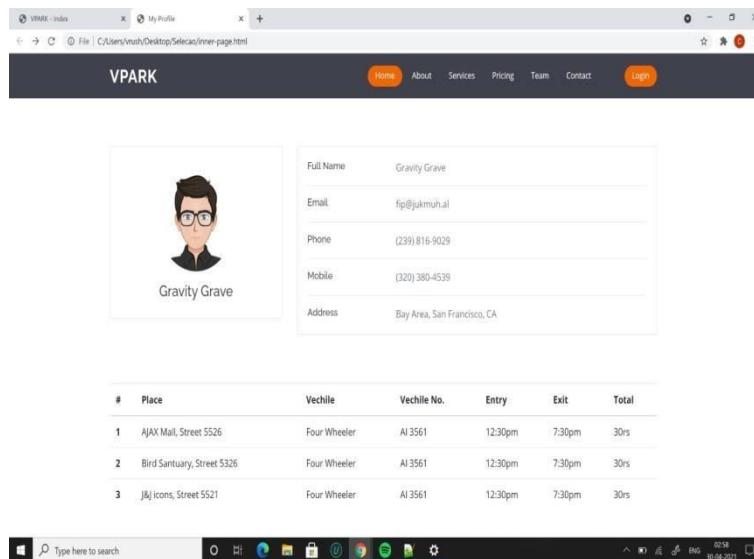 VPARK - Index My Profile
File C:/Users/vrush/Desktop/Selecao/inner-page.html
VPARK Home About Services Pricing Team Contact Login
Gravity Grave
Full Name Gravity Grave
Email fip@jukmuh.al
Phone (239) 816-9029
Mobile (320) 380-4539
Address Bay Area, San Francisco, CA
# Place Vechile Vechile No. Entry Exit Total
1 AJAX Mall, Street 5526 Four Wheeler AI 3561 12:30pm 7:30pm 30rs
2 Bird Santuary, Street 5326 Four Wheeler AI 3561 12:30pm 7:30pm 30rs
3 J&J icons, Street 5521 Four Wheeler AI 3561 12:30pm 7:30pm 30rs
Type here to search ENG 02:58
30-04-2021